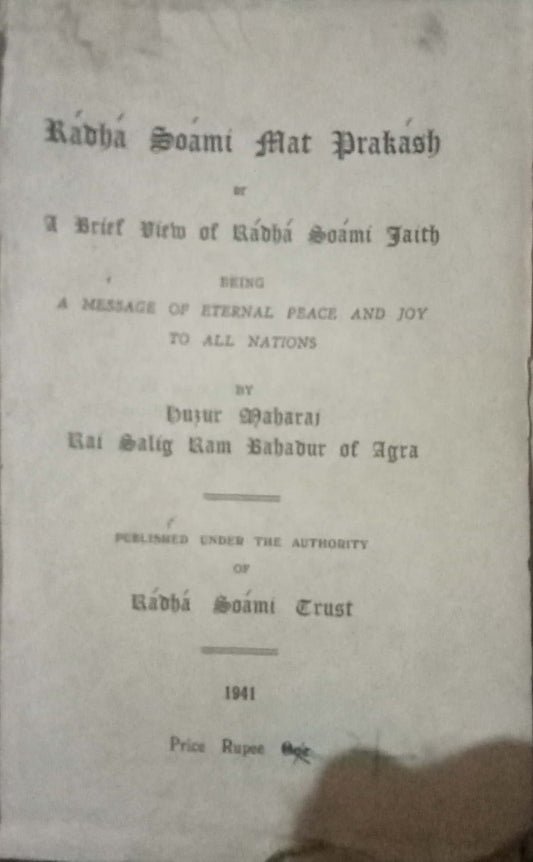 Rádhá Soámi Mat Prakásh
or
A Brief View of Rádhá Soámi Faith
BEING
A MESSAGE OF ETERNAL PEACE AND JOY
TO ALL NATIONS
BY
Huzur Maharaj
Rai Salig Ram Bahadur of Agra
PUBLISHED UNDER THE AUTHORITY
OF
Rádhá Soámi Trust
1941
Price Rupee